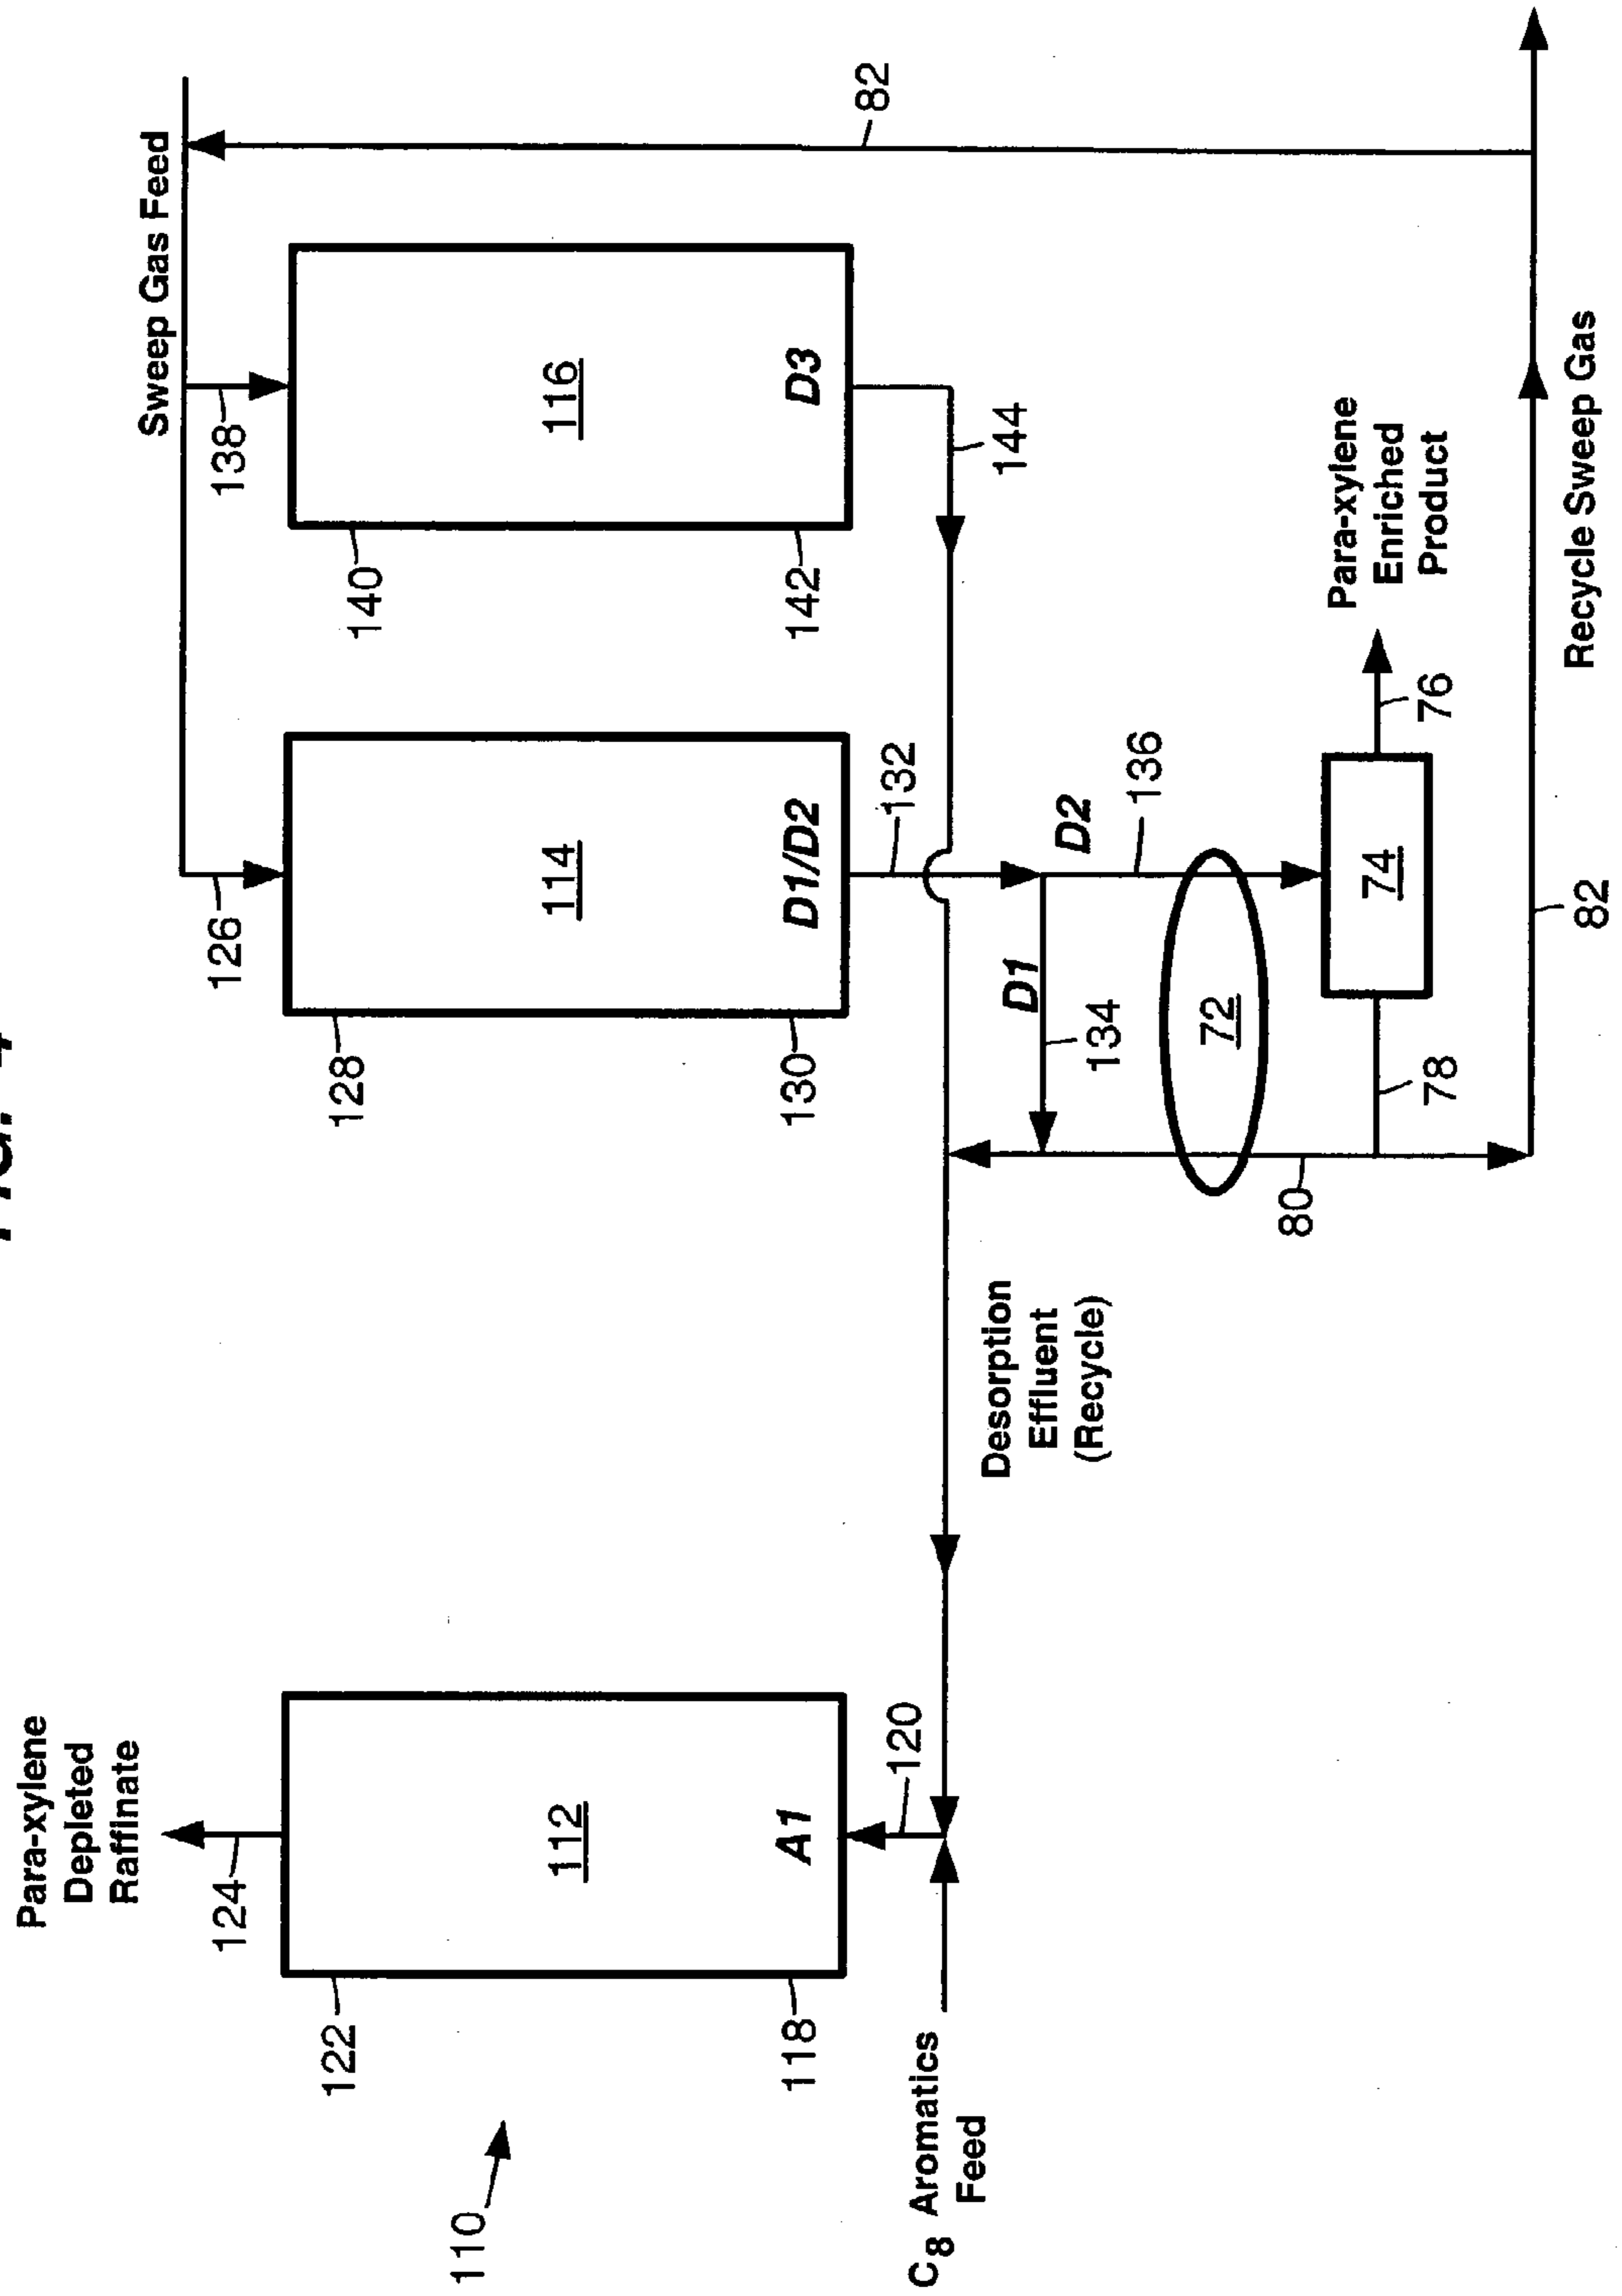 Para-xylene
Depleted
Raffinate
124
122
112
118
A1
120
110
C8 Aromatics
Feed
Desorption
Effluent
(Recycle)
Sweep Gas Feed
126
128
114
130
D1/D2
132
138
140
116
142
D3
144
82
D1
134
D2
136
72
80
78
74
76
Para-xylene
Enriched
Product
82
Recycle Sweep Gas